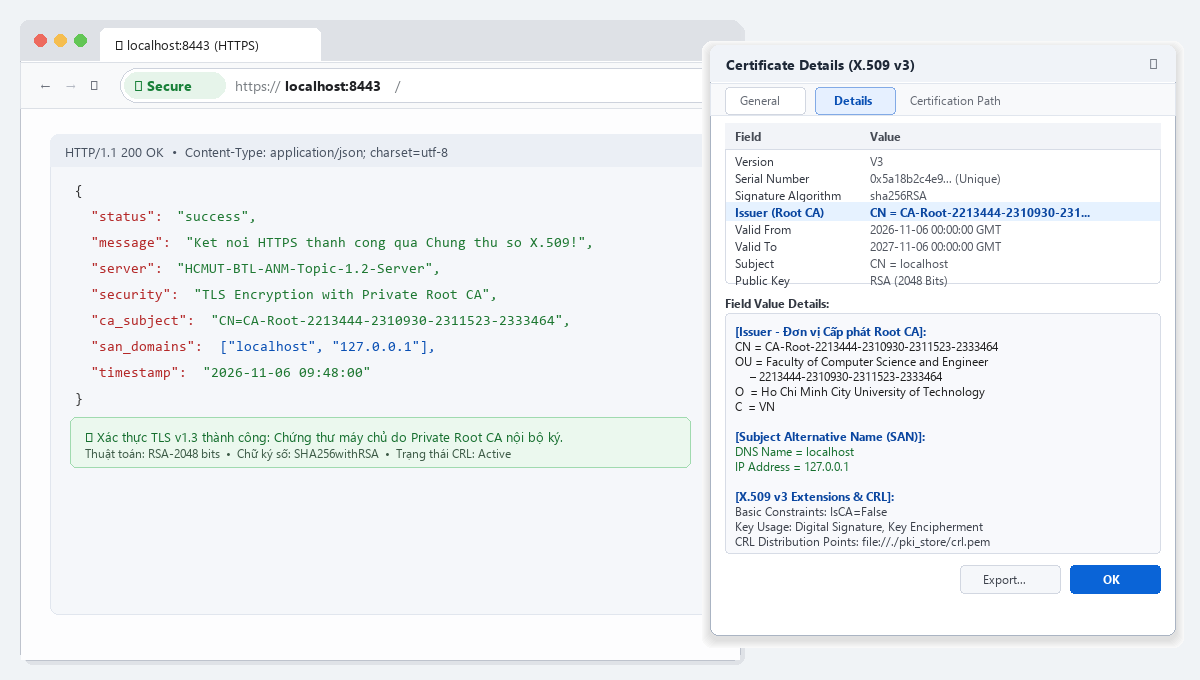 localhost:8443 (HTTPS)
← → Secure https:// localhost:8443 /
HTTP/1.1 200 OK • Content-Type: application/json; charset=utf-8
{
"status": "success",
"message": "Ket noi HTTPS thanh cong qua Chung thu so X.509!",
"server": "HCMUT-BTL-ANM-Topic-1.2-Server",
"security": "TLS Encryption with Private Root CA",
"ca_subject": "CN=CA-Root-2213444-2310930-2311523-2333464",
"san_domains": ["localhost", "127.0.0.1"],
"timestamp": "2026-11-06 09:48:00"
}
Xác thực TLS v1.3 thành công: Chứng thư máy chủ do Private Root CA nội bộ ký.
Thuật toán: RSA-2048 bits • Chữ ký số: SHA256withRSA • Trạng thái CRL: Active
Certificate Details (X.509 v3)
General Details Certification Path
Field Value
Version V3
Serial Number 0x5a18b2c4e9... (Unique)
Signature Algorithm sha256RSA
Issuer (Root CA) CN = CA-Root-2213444-2310930-231...
Valid From 2026-11-06 00:00:00 GMT
Valid To 2027-11-06 00:00:00 GMT
Subject CN = localhost
Public Key RSA (2048 Bits)
Field Value Details:
[Issuer - Đơn vị Cấp phát Root CA]:
CN = CA-Root-2213444-2310930-2311523-2333464
OU = Faculty of Computer Science and Engineer
– 2213444-2310930-2311523-2333464
O = Ho Chi Minh City University of Technology
C = VN
[Subject Alternative Name (SAN)]:
DNS Name = localhost
IP Address = 127.0.0.1
[X.509 v3 Extensions & CRL]:
Basic Constraints: IsCA=False
Key Usage: Digital Signature, Key Encipherment
CRL Distribution Points: file://./pki_store/crl.pem
Export... OK